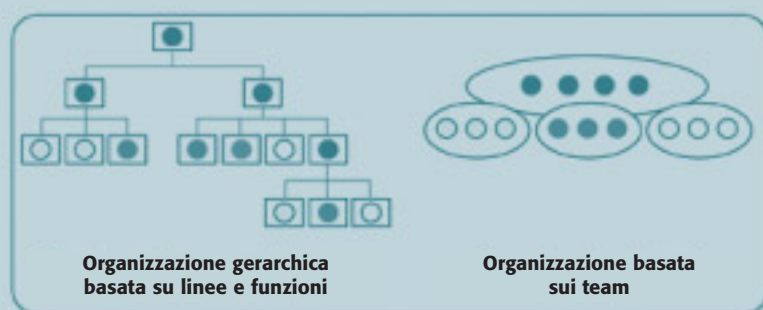 Organizzazione gerarchica
basata su linee e funzioni
Organizzazione basata
sui team